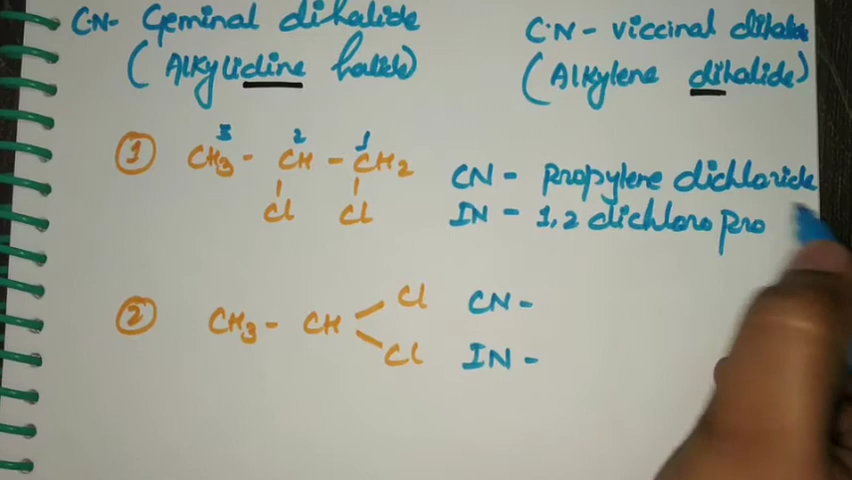 C.N- Geminal dihalide
(Alkylidine halide)
C.N - viccinal dihal
(Alkylene dihalide)
① CH3 - CH - CH2
3 2 1
Cl Cl
CN - propylene dichloride
IN - 1,2 dichloro pro
② CH3 - CH
Cl
Cl
CN -
IN -